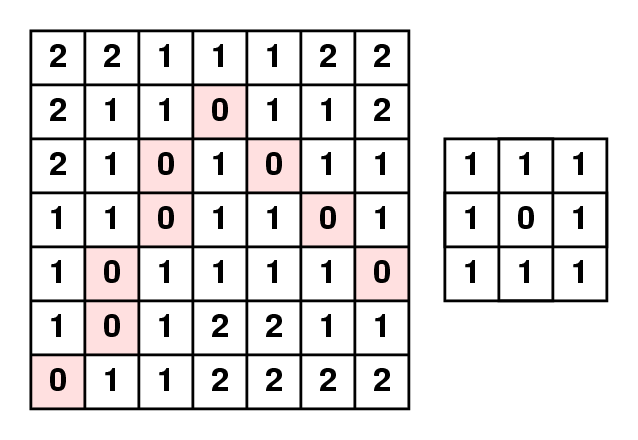 2 2 1 1 1 2 2
2 1 1 0 1 1 2
2 1 0 1 0 1 1
1 1 0 1 1 0 1
1 0 1 1 1 1 0
1 0 1 2 2 1 1
0 1 1 2 2 2 2
1 1 1
1 0 1
1 1 1